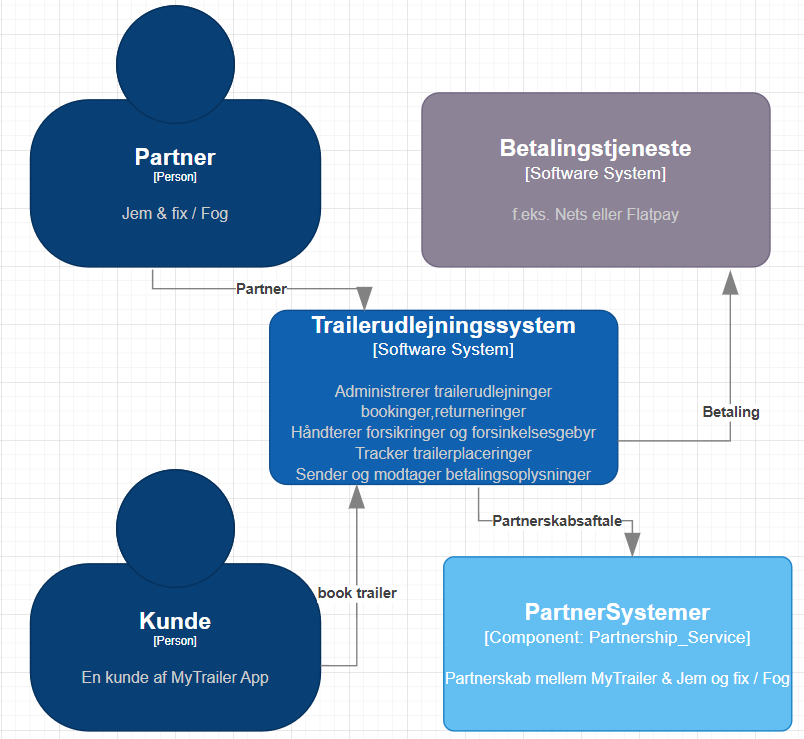 Partner
[Person]
Jem & fix / Fog
Betalingstjeneste
[Software System]
f.eks. Nets eller Flatpay
Partner
Trailerudlejningssystem
[Software System]
Administrerer trailerudlejninger
bookinger,returneringer
Håndterer forsikringer og forsinkelsesgebyr
Tracker trailerplaceringer
Sender og modtager betalingsoplysninger
Betaling
Partnerskabsaftale
book trailer
Kunde
[Person]
En kunde af MyTrailer App
PartnerSystemer
[Component: Partnership_Service]
Partnerskab mellem MyTrailer & Jem og fix / Fog